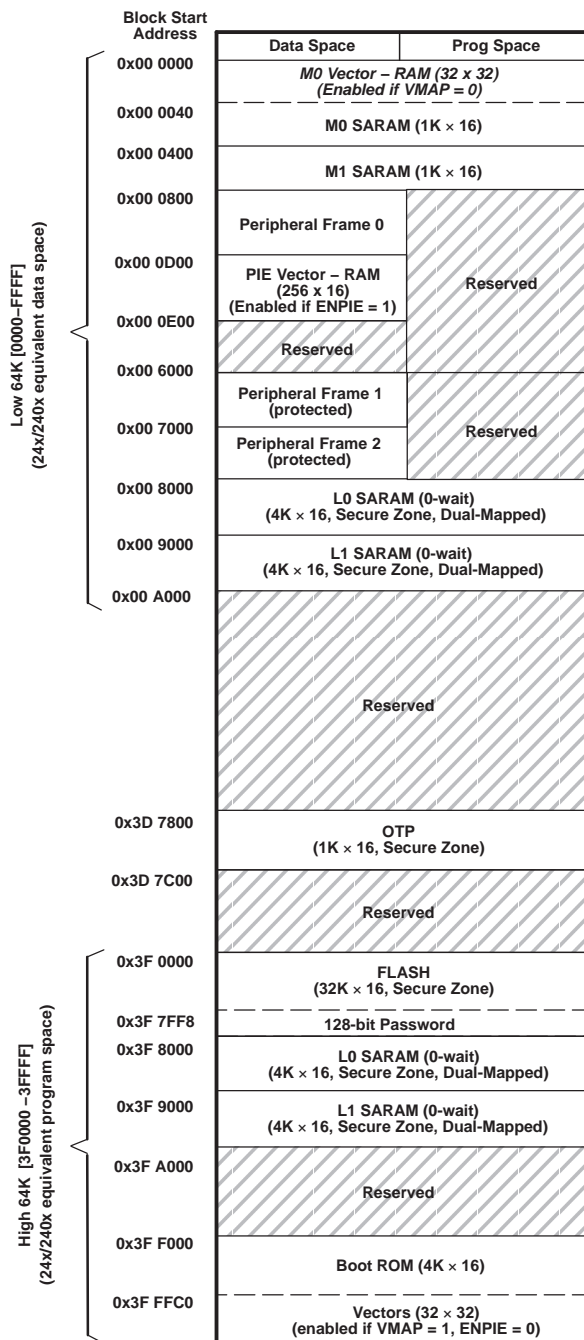 Block Start
Address
Data Space
Prog Space
0x00 0000
M0 Vector – RAM (32 x 32)
(Enabled if VMAP = 0)
0x00 0040
M0 SARAM (1K × 16)
0x00 0400
M1 SARAM (1K × 16)
0x00 0800
Peripheral Frame 0
0x00 0D00
PIE Vector – RAM
(256 x 16)
(Enabled if ENPIE = 1)
Reserved
0x00 0E00
Reserved
0x00 6000
Peripheral Frame 1
(protected)
0x00 7000
Reserved
Peripheral Frame 2
(protected)
0x00 8000
L0 SARAM (0-wait)
(4K × 16, Secure Zone, Dual-Mapped)
0x00 9000
L1 SARAM (0-wait)
(4K × 16, Secure Zone, Dual-Mapped)
0x00 A000
Low 64K [0000–FFFF]
(24x/240x equivalent data space)
Reserved
0x3D 7800
OTP
(1K × 16, Secure Zone)
0x3D 7C00
Reserved
0x3F 0000
FLASH
(32K × 16, Secure Zone)
0x3F 7FF8
128-bit Password
0x3F 8000
L0 SARAM (0-wait)
(4K × 16, Secure Zone, Dual-Mapped)
0x3F 9000
L1 SARAM (0-wait)
(4K × 16, Secure Zone, Dual-Mapped)
0x3F A000
Reserved
0x3F F000
Boot ROM (4K × 16)
0x3F FFC0
Vectors (32 × 32)
(enabled if VMAP = 1, ENPIE = 0)
High 64K [3F0000 –3FFFF]
(24x/240x equivalent program space)